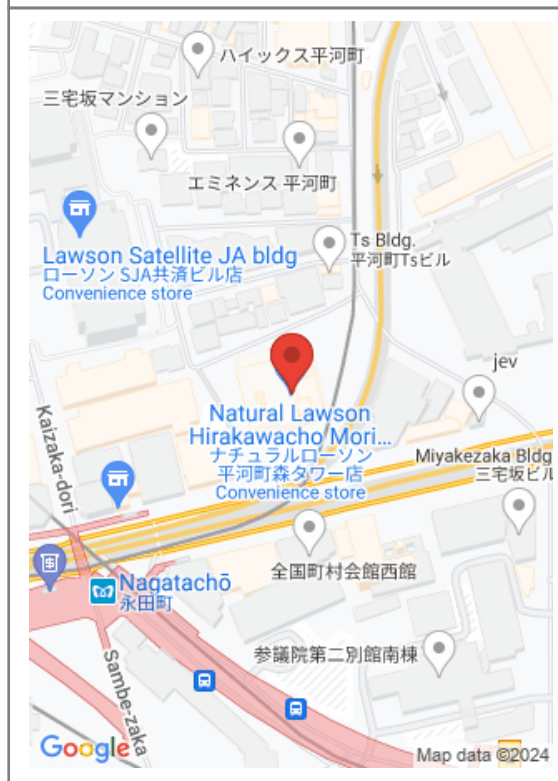 ハイックス平河町
三宅坂マンション
エミネンス 平河町
Ts Bldg.
平河町Tsビル
Lawson Satellite JA bldg
ローソン SJA共済ビル店
Convenience store
jev
Natural Lawson
Hirakawacho Mori...
ナチュラルローソン
平河町森タワー店
Convenience store
Kaizaka-dori
Miyakezaka Bldg
三宅坂ビル
全国町村会館西館
Nagatachō
永田町
参議院第二別館南棟
Sambe-zaka
Google
Map data ©2024